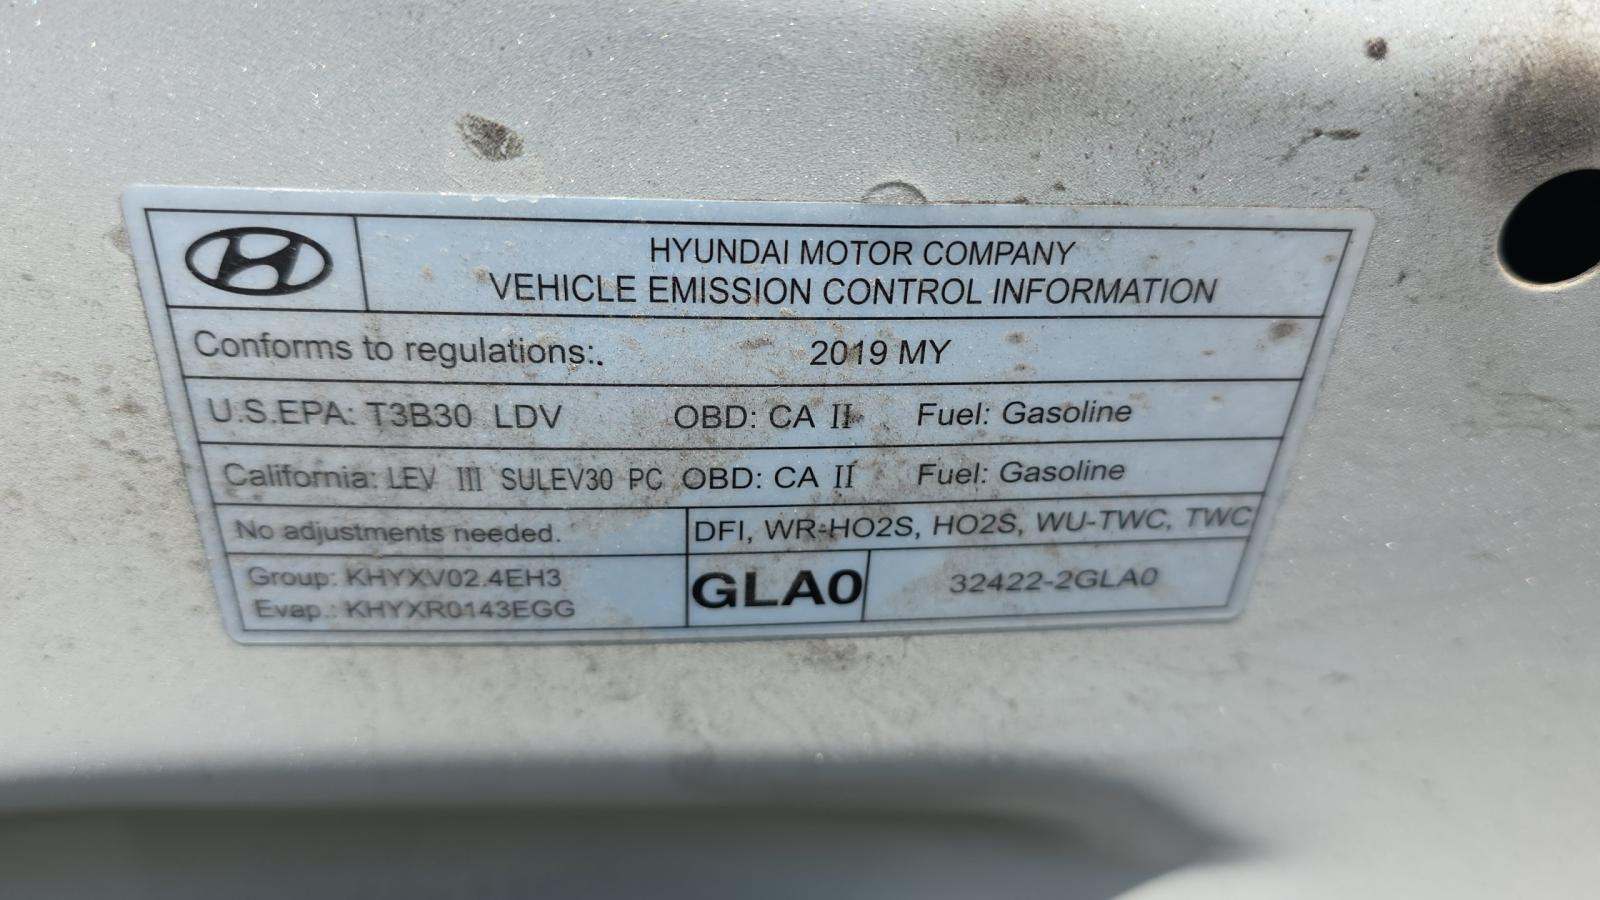 HYUNDAI MOTOR COMPANY
VEHICLE EMISSION CONTROL INFORMATION
Conforms to regulations:. 2019 MY
U.S.EPA: T3B30 LDV OBD: CA II Fuel: Gasoline
California: LEV III SULEV30 PC OBD: CA II Fuel: Gasoline
No adjustments needed. DFI, WR-HO2S, HO2S, WU-TWC, TWC
Group: KHYXV02.4EH3
Evap.: KHYXR0143EGG
GLA0 32422-2GLA0